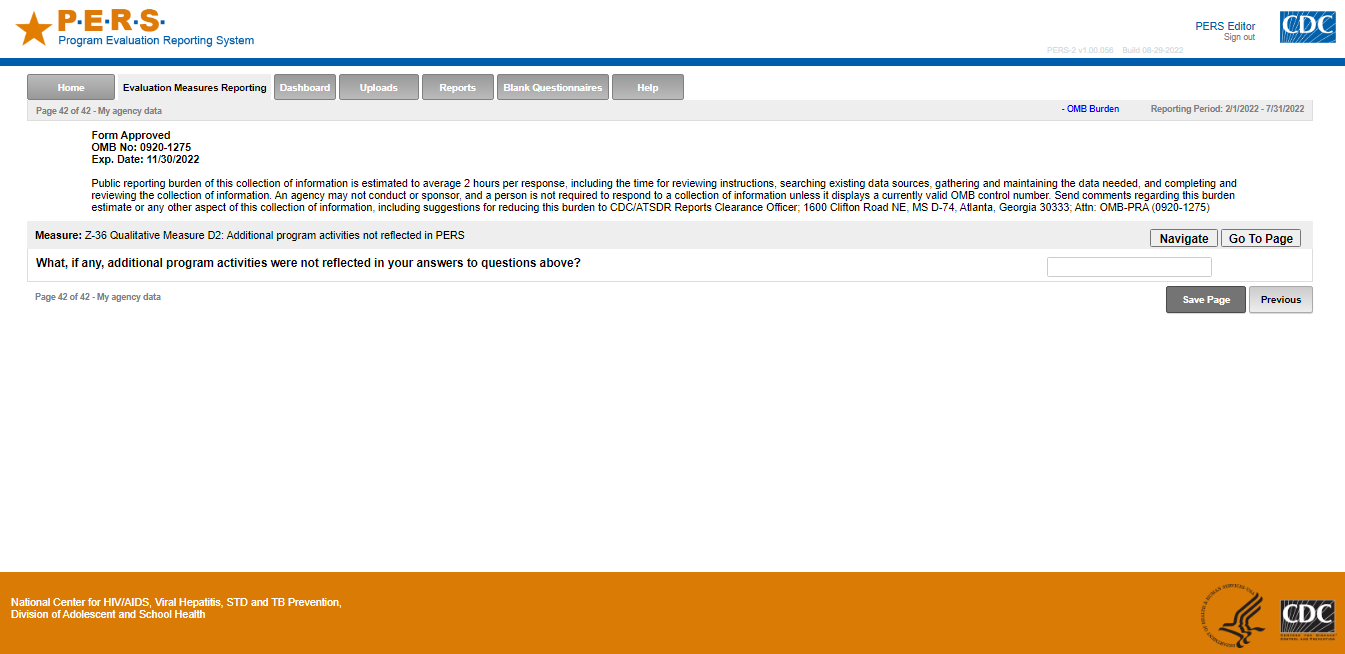 P·E·R·S·
Program Evaluation Reporting System
PERS Editor
Sign out
CDC
PERS-2 v1.00.056 Build 08-29-2022
Home Evaluation Measures Reporting Dashboard Uploads Reports Blank Questionnaires Help
Page 42 of 42 - My agency data - OMB Burden Reporting Period: 2/1/2022 - 7/31/2022
Form Approved
OMB No: 0920-1275
Exp. Date: 11/30/2022
Public reporting burden of this collection of information is estimated to average 2 hours per response, including the time for reviewing instructions, searching existing data sources, gathering and maintaining the data needed, and completing and
reviewing the collection of information. An agency may not conduct or sponsor, and a person is not required to respond to a collection of information unless it displays a currently valid OMB control number. Send comments regarding this burden
estimate or any other aspect of this collection of information, including suggestions for reducing this burden to CDC/ATSDR Reports Clearance Officer; 1600 Clifton Road NE, MS D-74, Atlanta, Georgia 30333; Attn: OMB-PRA (0920-1275)
Measure: Z-36 Qualitative Measure D2: Additional program activities not reflected in PERS
Navigate Go To Page
What, if any, additional program activities were not reflected in your answers to questions above?
Page 42 of 42 - My agency data
Save Page Previous
National Center for HIV/AIDS, Viral Hepatitis, STD and TB Prevention,
Division of Adolescent and School Health
CDC